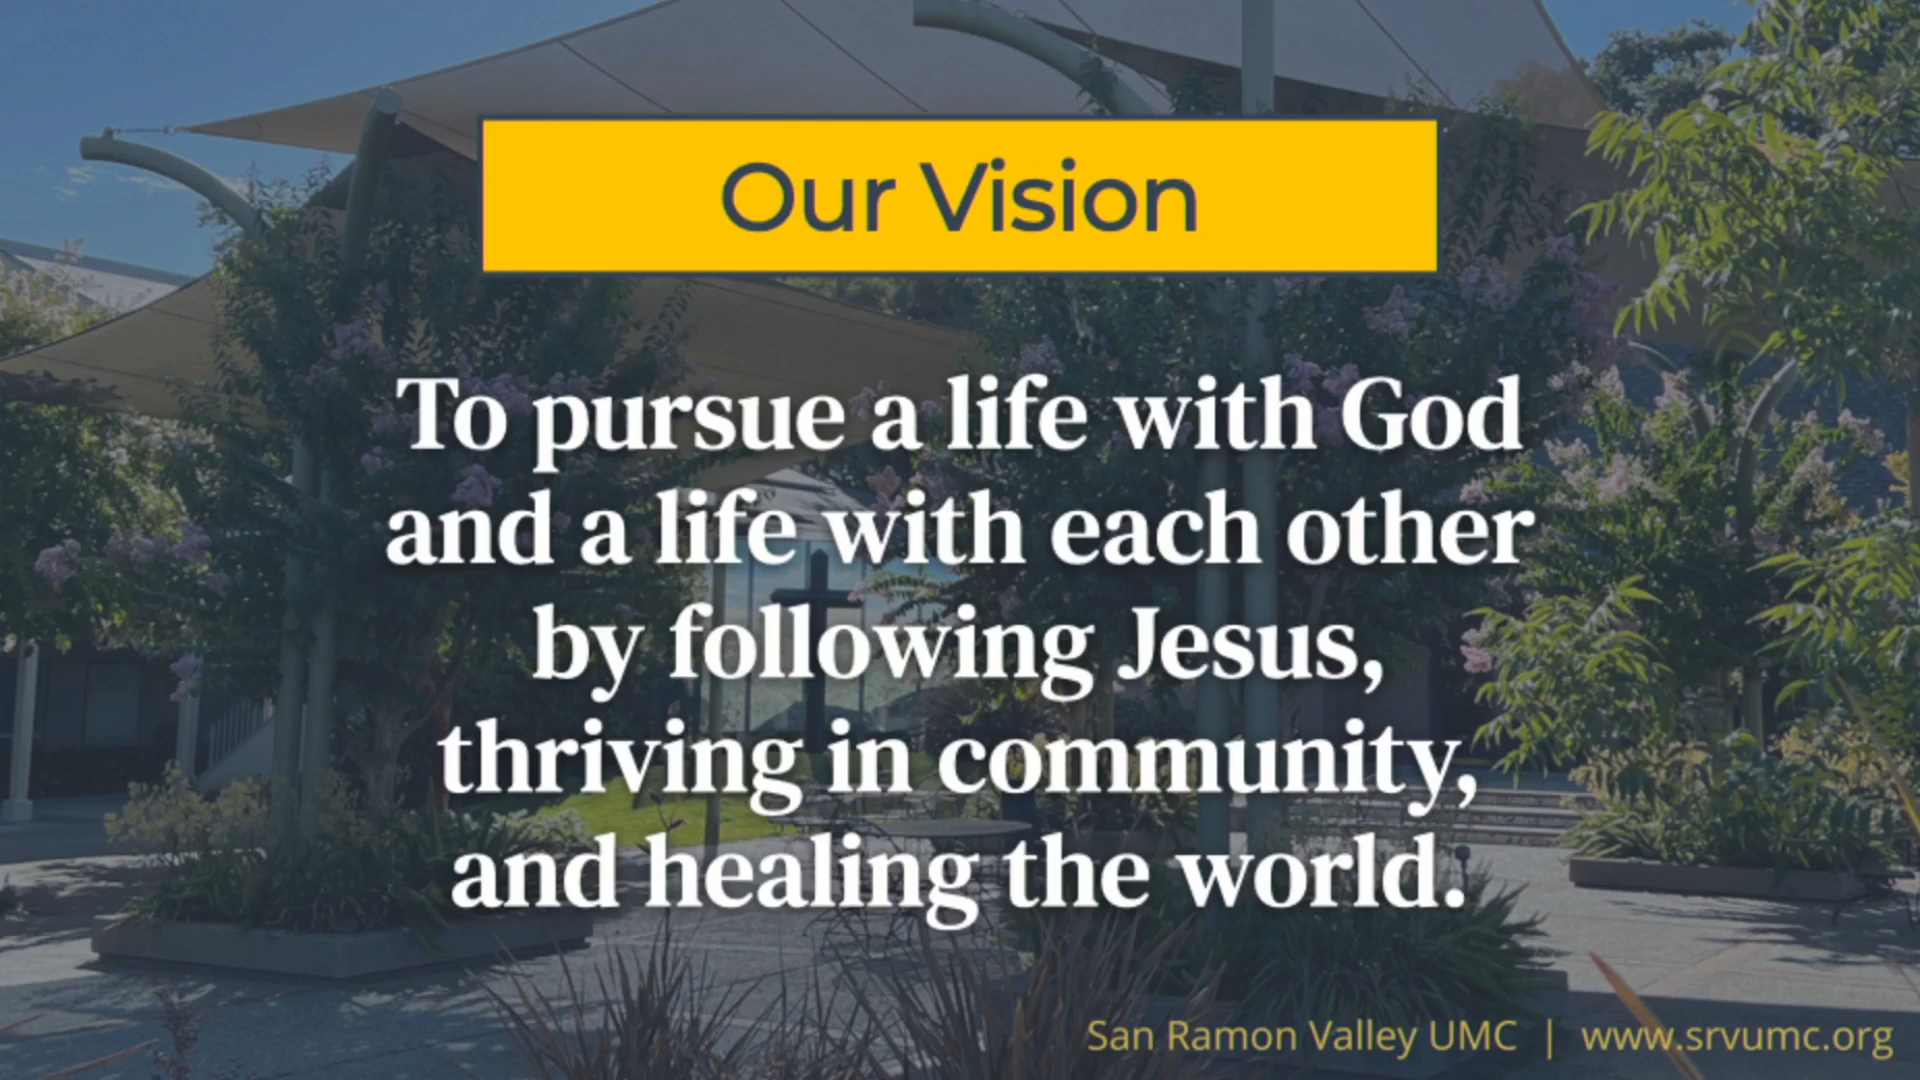 Our Vision
To pursue a life with God
and a life with each other
by following Jesus,
thriving in community,
and healing the world.
San Ramon Valley UMC | www.srvumc.org